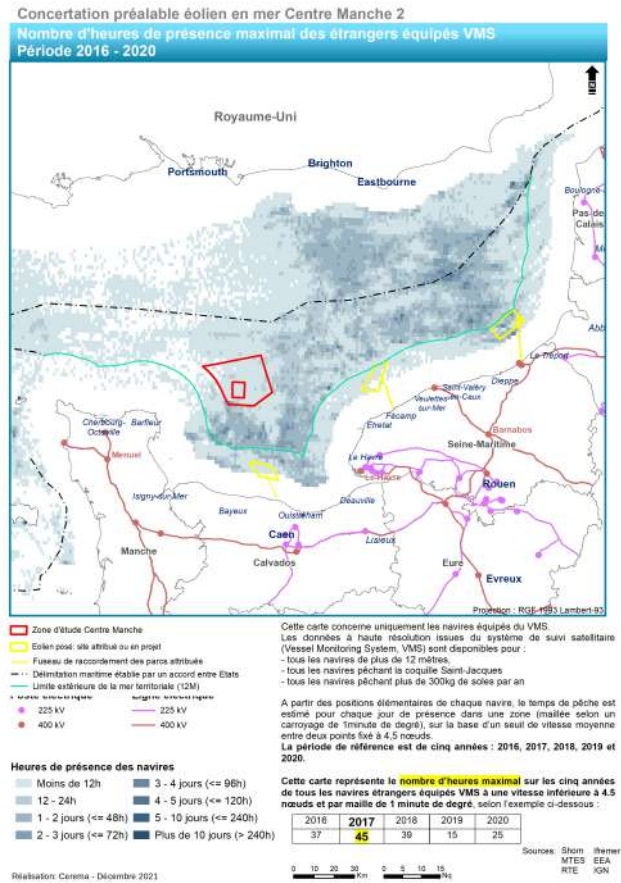 Concertation préalable éolien en mer Centre Manche 2
Nombre d'heures de présence maximal des étrangers équipés VMS
Période 2016 - 2020
Royaume-Uni
Portsmouth
Brighton
Eastbourne
Boulogne-
Pas-de
Calais
Abb
Le Tréport
Dieppe
Saint-Valéry
-en-Caux
Veulettes-
sur-Mer
Fécamp
Etretat
Barnabos
Seine-Maritime
Cherbourg-
Octeville
Barfleur
Menuel
Le Havre
Le Havre
Rouen
Isigny-sur-Mer
Bayeux
Ouistreham
Deauville
Caen
Lisieux
Manche
Calvados
Eure
Evreux
Projection : RGF 1993 Lambert-93
Zone d'étude Centre Manche
Eolien posé: site attribué ou en projet
Fuseau de raccordement des parcs attribués
Délimitation maritime établie par un accord entre Etats
Limite extérieure de la mer territoriale (12M)
Poste électrique Ligne électrique
225 kV 225 kV
400 kV 400 kV
Heures de présence des navires
Moins de 12h 3 - 4 jours (<= 96h)
12 - 24h 4 - 5 jours (<= 120h)
1 - 2 jours (<= 48h) 5 - 10 jours (<= 240h)
2 - 3 jours (<= 72h) Plus de 10 jours (> 240h)
Réalisation: Cerema - Décembre 2021
Cette carte concerne uniquement les navires équipés du VMS.
Les données à haute résolution issues du système de suivi satellitaire
(Vessel Monitoring System, VMS) sont disponibles pour :
- tous les navires de plus de 12 mètres,
- tous les navires pêchant la coquille Saint-Jacques
- tous les navires pêchant plus de 300kg de soles par an
A partir des positions élémentaires de chaque navire, le temps de pêche est
estimé pour chaque jour de présence dans une zone (maillée selon un
carroyage de 1minute de degré), sur la base d'un seuil de vitesse moyenne
entre deux points fixé à 4,5 nœuds.
La période de référence est de cinq années : 2016, 2017, 2018, 2019 et
2020.
Cette carte représente le nombre d'heures maximal sur les cinq années
de tous les navires étrangers équipés VMS à une vitesse inférieure à 4.5
nœuds et par maille de 1 minute de degré, selon l'exemple ci-dessous :
2016 2017 2018 2019 2020
37 45 39 15 25
Sources: Shom Ifremer
MTES EEA
RTE IGN
0 10 20 30
Km
0 5 10 15
Nq